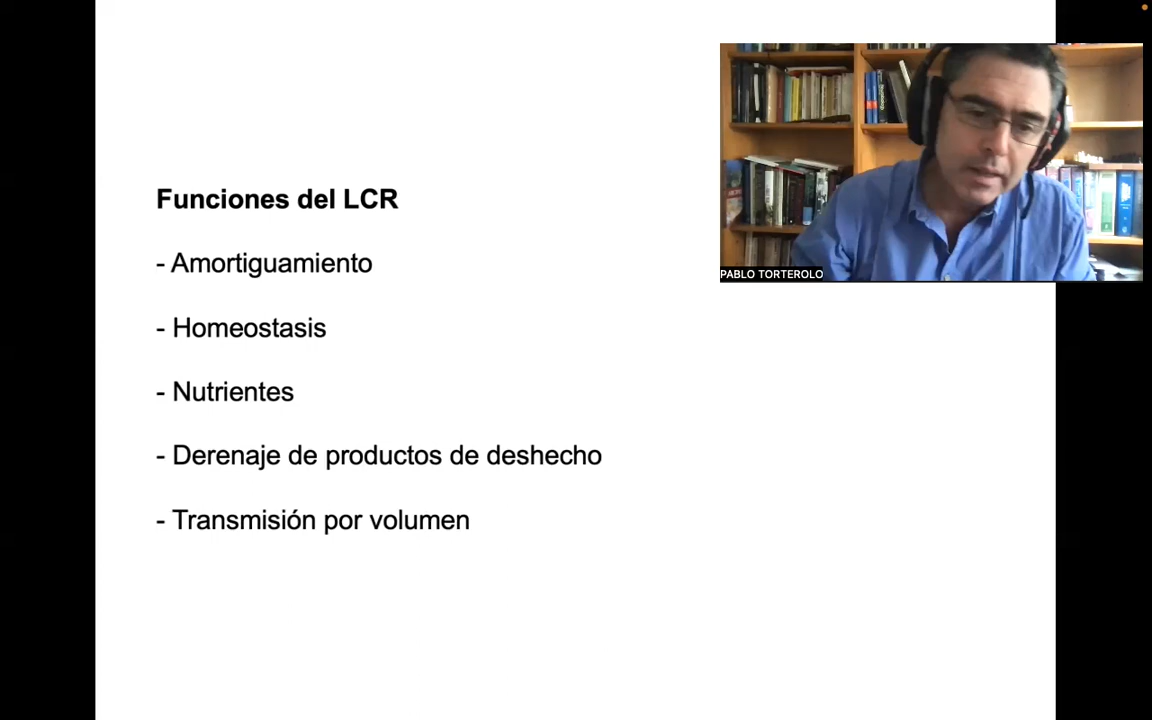 Funciones del LCR
- Amortiguamiento
- Homeostasis
- Nutrientes
- Derenaje de productos de deshecho
- Transmisión por volumen
PABLO TORTEROLO